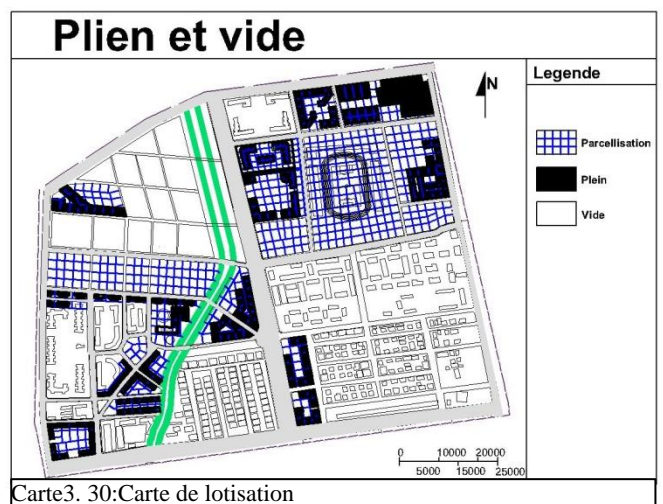 Plien et vide
N
Legende
Parcellisation
Plein
Vide
0 10000 20000
5000 15000 25000
Carte3. 30:Carte de lotisation